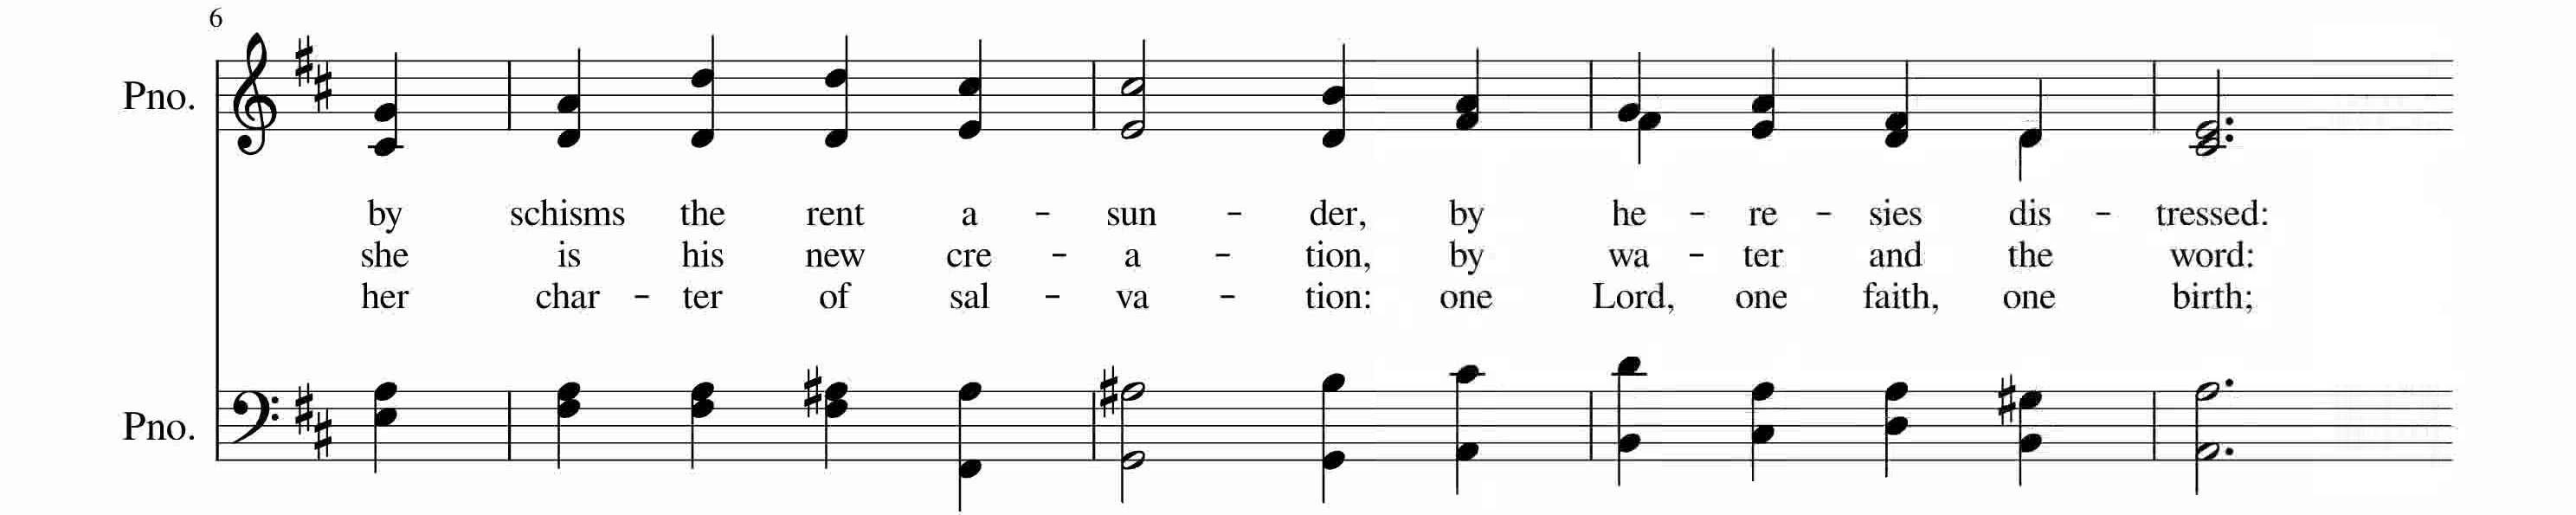 6
Pno.
by schisms the rent a - sun - der, by he - re - sies dis - tressed:
she is his new cre - a - tion, by wa - ter and the word:
her char - ter of sal - va - tion: one Lord, one faith, one birth;
Pno.